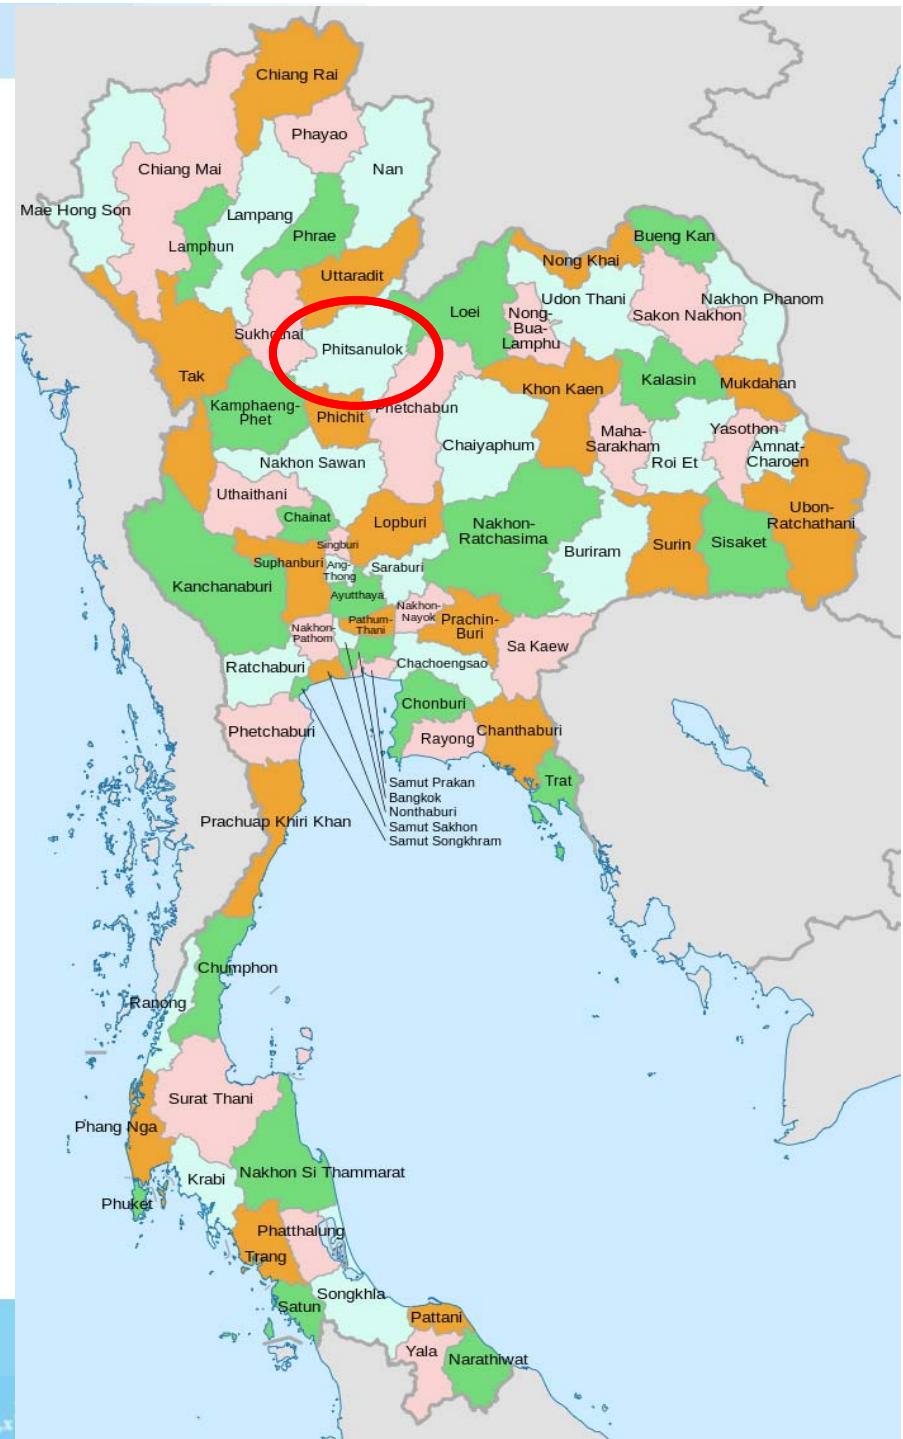 Chiang Rai
Phayao
Nan
Chiang Mai
Mae Hong Son
Lampang
Lamphun
Phrae
Bueng Kan
Nong Khai
Uttaradit
Loei
Udon Thani
Nakhon Phanom
Nong-
Bua-
Lamphu
Sakon Nakhon
Sukhothai
Phitsanulok
Tak
Khon Kaen
Kalasin
Mukdahan
Kamphaeng-
Phet
Phichit
Phetchabun
Chaiyaphum
Maha-
Sarakham
Roi Et
Yasothon
Amnat-
Charoen
Nakhon Sawan
Uthaithani
Chainat
Lopburi
Nakhon-
Ratchasima
Buriram
Surin
Sisaket
Ubon-
Ratchathani
Singburi
Suphanburi
Ang-
Thong
Saraburi
Kanchanaburi
Ayutthaya
Nakhon-
Nayok
Pathum-
Thani
Prachin-
Buri
Nakhon-
Pathom
Sa Kaew
Ratchaburi
Chachoengsao
Chonburi
Phetchaburi
Rayong
Chanthaburi
Trat
Samut Prakan
Bangkok
Nonthaburi
Samut Sakhon
Samut Songkhram
Prachuap Khiri Khan
Chumphon
Ranong
Surat Thani
Phang Nga
Nakhon Si Thammarat
Krabi
Phuket
Phatthalung
Trang
Songkhla
Satun
Pattani
Yala
Narathiwat